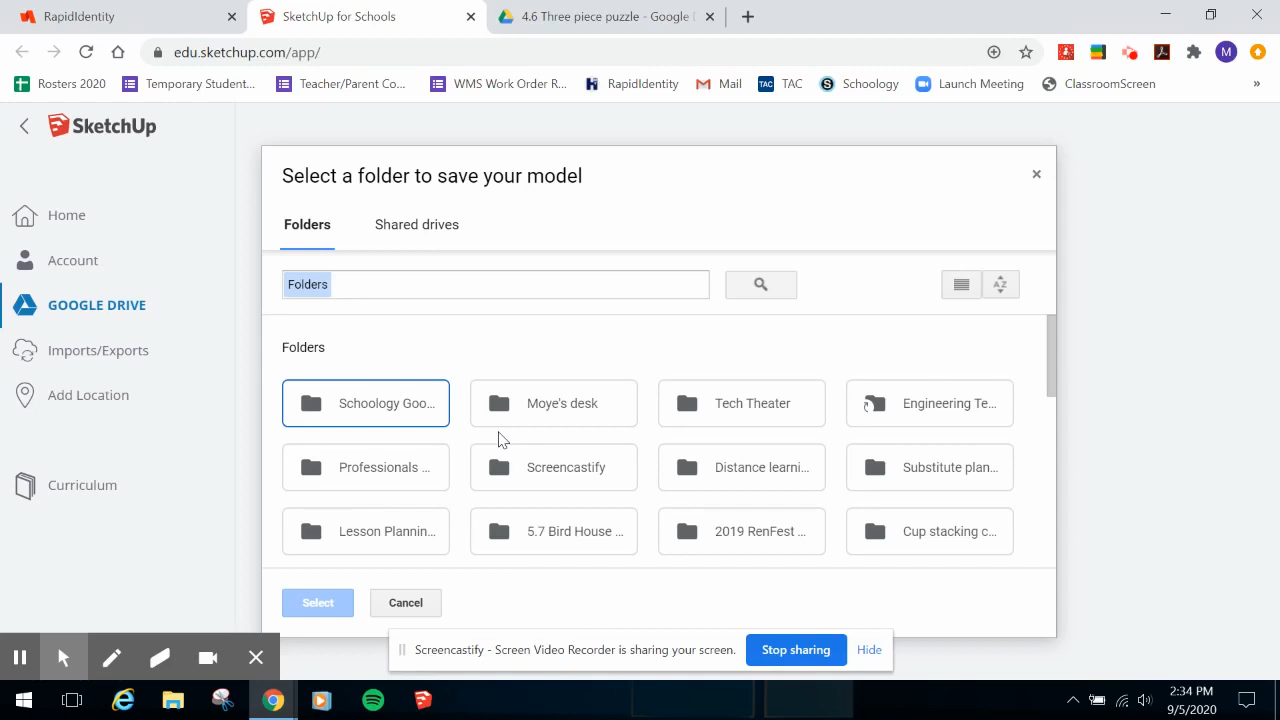 RapidIdentity
SketchUp for Schools
4.6 Three piece puzzle - Google D
edu.sketchup.com/app/
M
Rosters 2020
Temporary Student...
Teacher/Parent Co...
WMS Work Order R...
RapidIdentity
Mail
TAC
TAC
Schoology
Launch Meeting
ClassroomScreen
»
SketchUp
Select a folder to save your model
Folders
Shared drives
Home
Account
Folders
AZ
GOOGLE DRIVE
Imports/Exports
Folders
Add Location
Schoology Goo...
Moye's desk
Tech Theater
Engineering Te...
Professionals ...
Screencastify
Distance learni...
Substitute plan...
Curriculum
Lesson Plannin...
5.7 Bird House ...
2019 RenFest ...
Cup stacking c...
Select
Cancel
Screencastify - Screen Video Recorder is sharing your screen.
Stop sharing
Hide
2:34 PM
9/5/2020